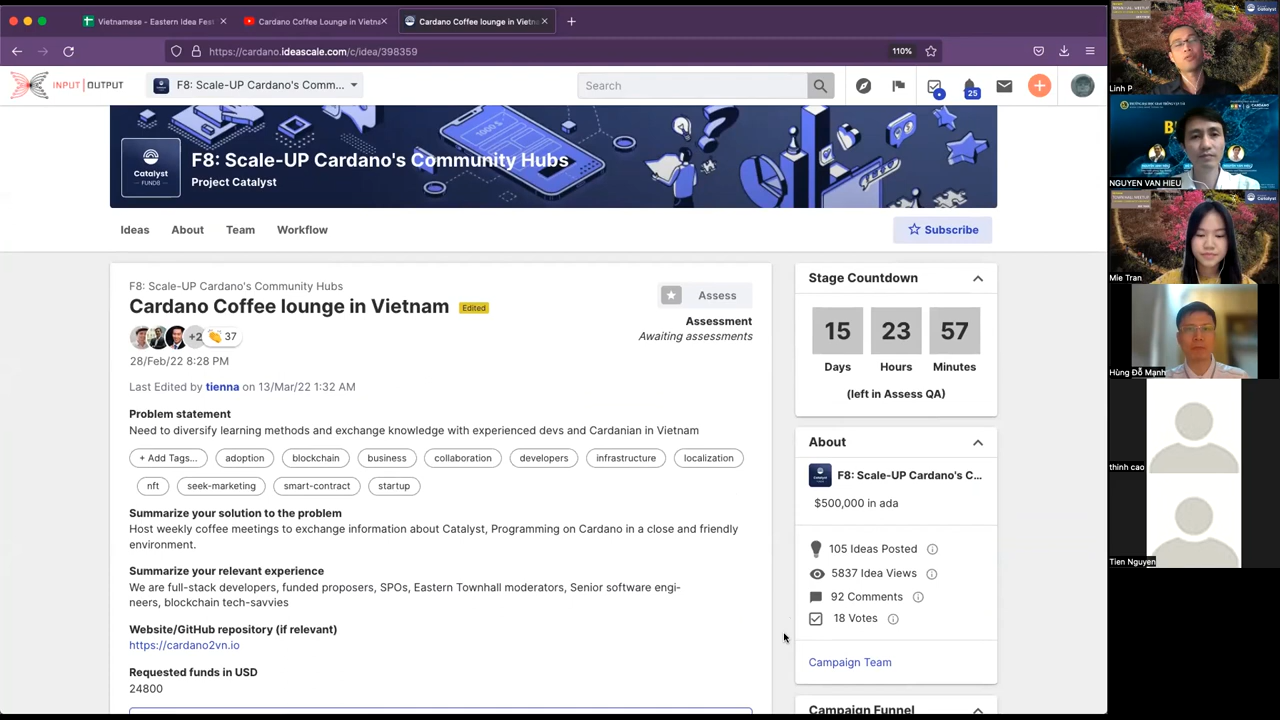 Vietnamese - Eastern Idea Fest
Cardano Coffee Lounge in Vietna
Cardano Coffee lounge in Vietna
https://cardano.ideascale.com/c/idea/398359
110%
INPUT | OUTPUT
F8: Scale-UP Cardano's Comm...
Search
25
Catalyst
F8: Scale-UP Cardano's Community Hubs
Project Catalyst
Ideas
About
Team
Workflow
Subscribe
F8: Scale-UP Cardano's Community Hubs
Cardano Coffee lounge in Vietnam
Edited
Assess
+2
37
Assessment
Awaiting assessments
28/Feb/22 8:28 PM
Last Edited by tienna on 13/Mar/22 1:32 AM
Problem statement
Need to diversify learning methods and exchange knowledge with experienced devs and Cardanian in Vietnam
+ Add Tags...
adoption
blockchain
business
collaboration
developers
infrastructure
localization
nft
seek-marketing
smart-contract
startup
Summarize your solution to the problem
Host weekly coffee meetings to exchange information about Catalyst, Programming on Cardano in a close and friendly
environment.
Summarize your relevant experience
We are full-stack developers, funded proposers, SPOs, Eastern Townhall moderators, Senior software engi-
neers, blockchain tech-savvies
Website/GitHub repository (if relevant)
https://cardano2vn.io
Requested funds in USD
24800
Stage Countdown
15
23
57
Days
Hours
Minutes
(left in Assess QA)
About
F8: Scale-UP Cardano's C...
$500,000 in ada
105 Ideas Posted
5837 Idea Views
92 Comments
18 Votes
Campaign Team
Campaign Funnel
Linh P
NGUYEN VAN HIEU
Mie Tran
Hùng Đỗ Mạnh
thinh cao
Tien Nguyen